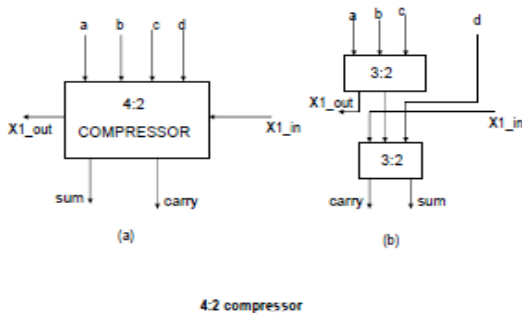 a b c d
4:2
COMPRESSOR
X1_out
X1_in
sum
carry
(a)
a b c d
3:2
X1_out
X1_in
3:2
carry
sum
(b)
4:2 compressor